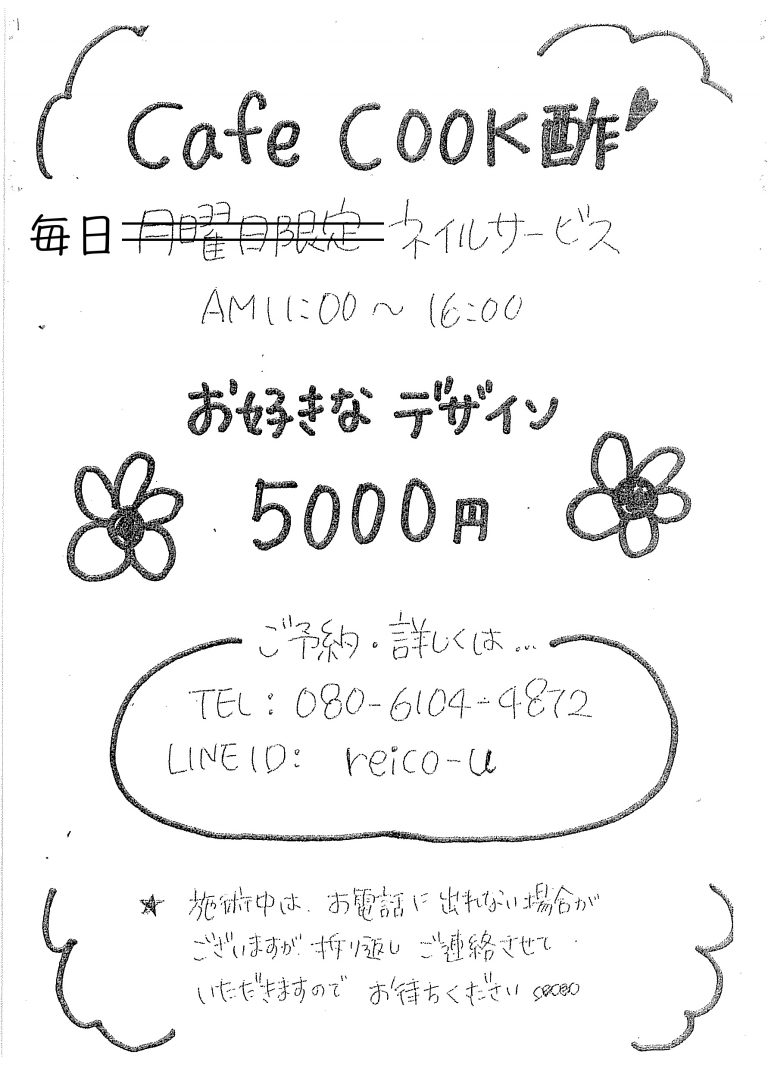 Cafe COOK酢
毎日 月曜日限定 ネイルサービス
AM11:00～16:00
お好きな デザイン
5000円
ご予約・詳しくは...
TEL: 080-6104-4872
LINE ID: reico-u
★ 施術中は、お電話に出れない場合が
ございますが、折り返し ご連絡させて
いただきますので お待ちください